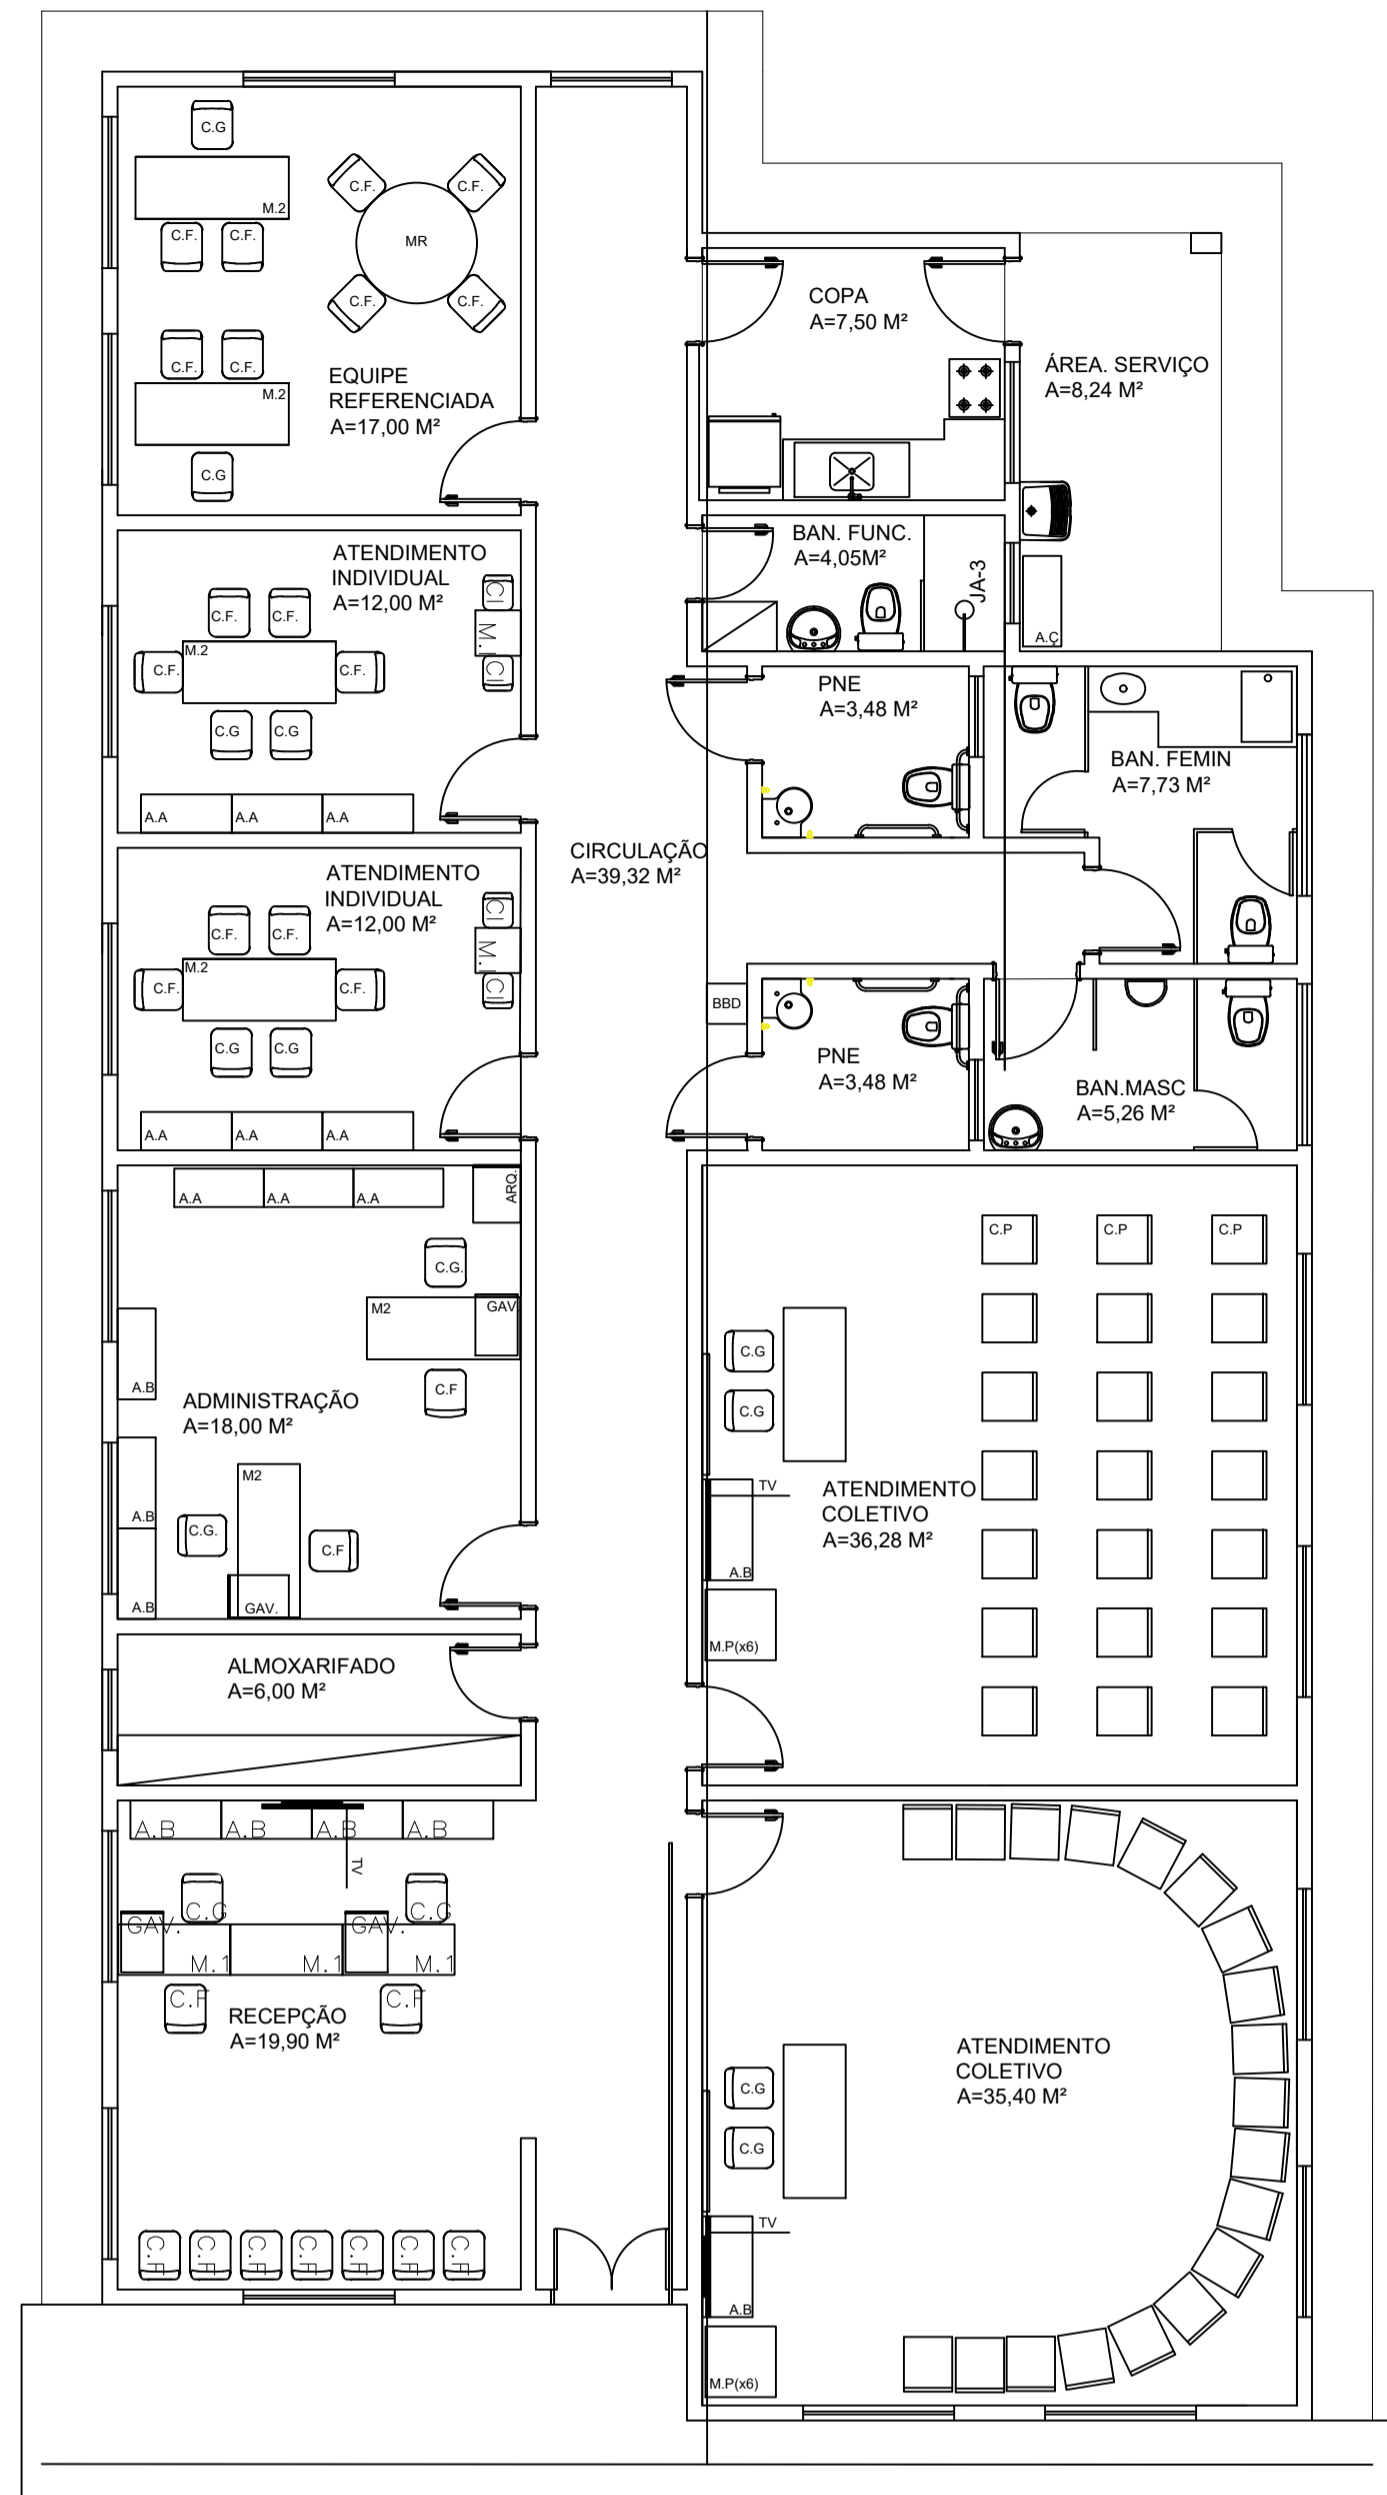 C.G
M.2
C.F.
C.F.
C.F.
C.F.
MR
C.F.
C.F.
C.F.
C.F.
M.2
C.G
EQUIPE
REFERENCIADA
A=17,00 M²
COPA
A=7,50 M²
ÁREA. SERVIÇO
A=8,24 M²
BAN. FUNC.
A=4,05M²
JA-3
A.Ç
ATENDIMENTO
INDIVIDUAL
A=12,00 M²
C.F.
C.F.
CI
M.I
CI
M.2
C.F.
C.F.
C.G
C.G
A.A
A.A
A.A
PNE
A=3,48 M²
BAN. FEMIN
A=7,73 M²
CIRCULAÇÃO
A=39,32 M²
ATENDIMENTO
INDIVIDUAL
A=12,00 M²
C.F.
C.F.
CI
M.I
CI
M.2
C.F.
C.F.
C.G
C.G
A.A
A.A
A.A
BBD
PNE
A=3,48 M²
BAN.MASC
A=5,26 M²
A.A
A.A
A.A
ARQ.
C.G.
M2
GAV.
C.F
A.B
ADMINISTRAÇÃO
A=18,00 M²
M2
A.B
C.G.
C.F
A.B
GAV.
C.P
C.P
C.P
C.G
C.G
TV
ATENDIMENTO
COLETIVO
A=36,28 M²
A.B
M.P(x6)
ALMOXARIFADO
A=6,00 M²
A.B
A.B
A.B
A.B
TV
C.G
C.G
GAV.
GAV.
M.1
M.1
M.1
C.F
C.F
RECEPÇÃO
A=19,90 M²
C.F
C.F
C.F
C.F
C.F
C.F
C.F
ATENDIMENTO
COLETIVO
A=35,40 M²
C.G
C.G
TV
A.B
M.P(x6)